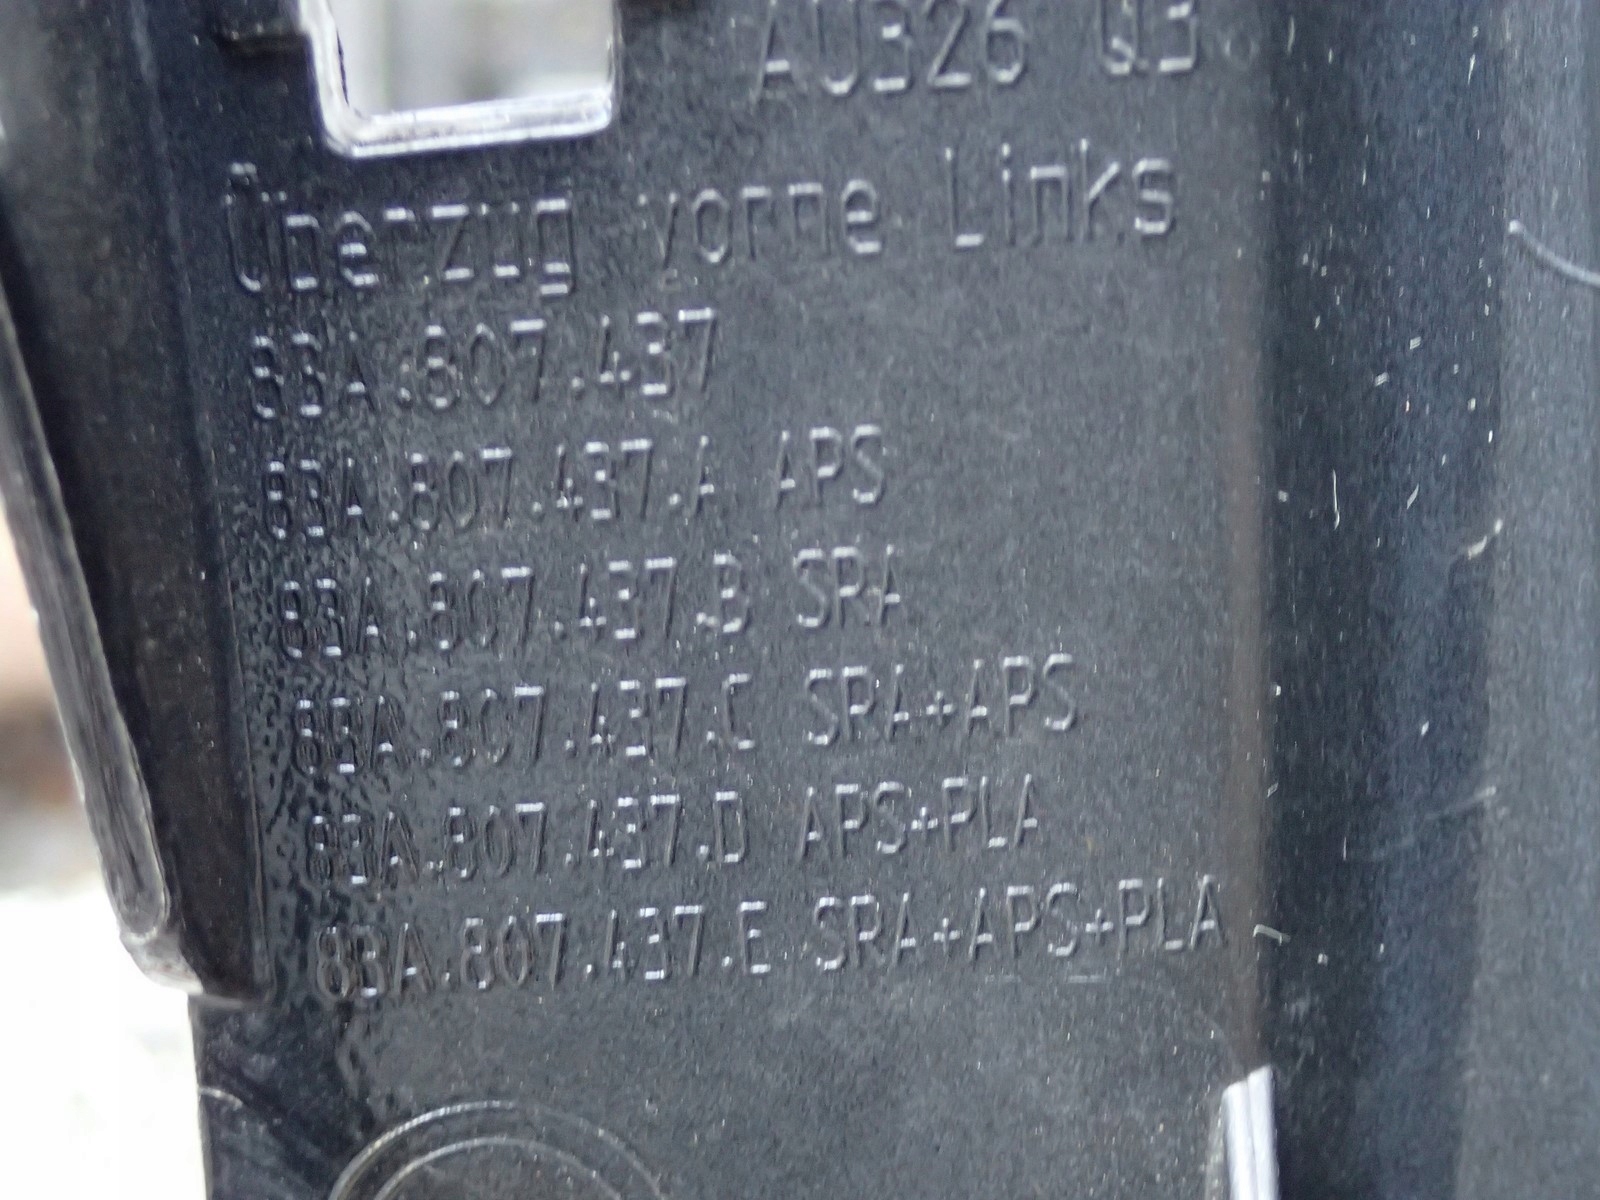 AU326 Q3
Überzug vorne Links
83A.807.437
83A.807.437.A APS
83A.807.437.B SRA
83A.807.437.C SRA+APS
83A.807.437.D APS+PLA
83A.807.437.E SRA+APS+PLA